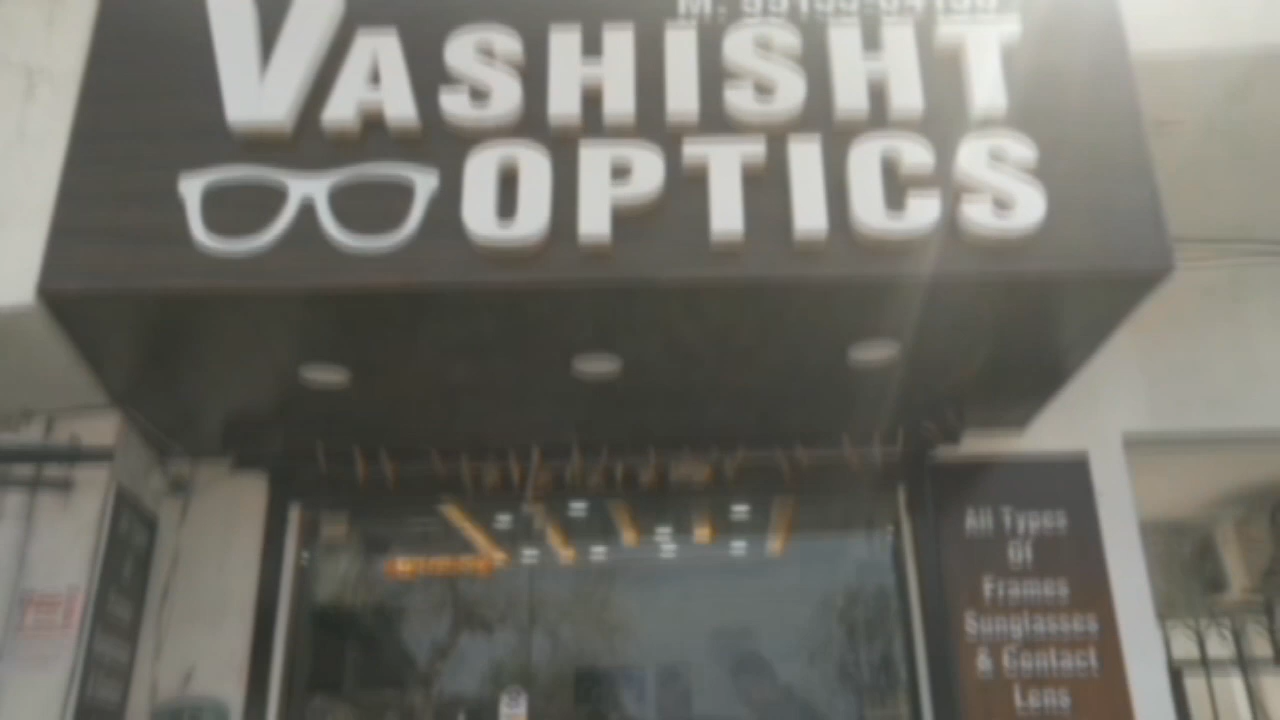 VASHISHT
OPTICS
All Types
Of
Frames
Sunglasses
& Contact
Lens